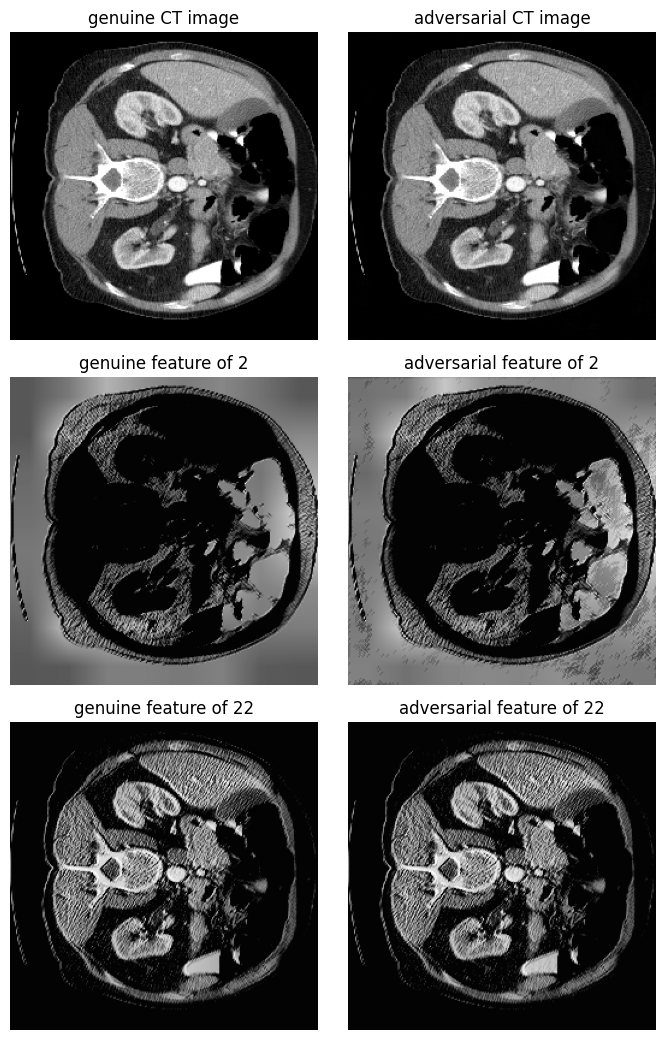 genuine CT image
adversarial CT image
genuine feature of 2
adversarial feature of 2
genuine feature of 22
adversarial feature of 22